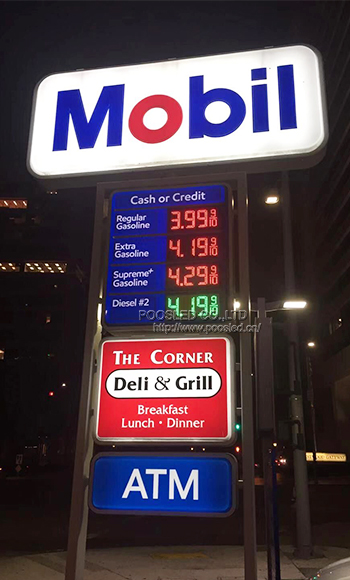 Mobil
Cash or Credit
Regular Gasoline 3.99 9/10
Extra Gasoline 4.19 9/10
Supreme+ Gasoline 4.29 9/10
Diesel #2 4.19 9/10
POOSLED CO.,LTD
http://www.poosled.cc/
THE CORNER
Deli & Grill
Breakfast
Lunch · Dinner
ATM